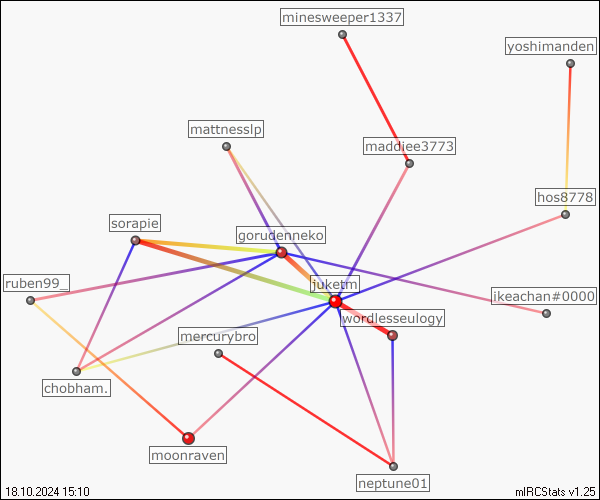 minesweeper1337
yoshimanden
mattnesslp
maddiee3773
hos8778
sorapie
gorudenneko
ruben99_
juketm
ikeachan#0000
wordlesseulogy
mercurybro
chobham.
moonraven
neptune01
18.10.2024 15:10
mIRCStats v1.25